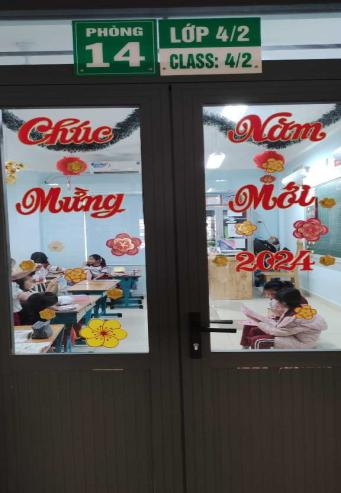 PHÒNG
14
LỚP 4/2
CLASS: 4/2
Chúc
Mừng
Năm
Mới
2024